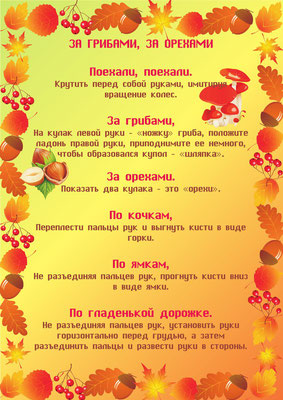 ЗА ГРИБАМИ, ЗА ОРЕХАМИ
Поехали, поехали.
Крутить перед собой руками, имитируя
вращение колес.
За грибами,
На кулак левой руки - «ножку» гриба, положите
ладонь правой руки, приподнимите ее немного,
чтобы образовался купол - «шляпка».
За орехами.
Показать два кулака - это «орехи».
По кочкам,
Переплести пальцы рук и выгнуть кисти в виде
горки.
По ямкам,
Не разъединяя пальцев рук, прогнуть кисти вниз
в виде ямки.
По гладенькой дорожке.
Не разъединяя пальцев рук, установить руки
горизонтально перед грудью, а затем
разъединить пальцы и развести руки в стороны.